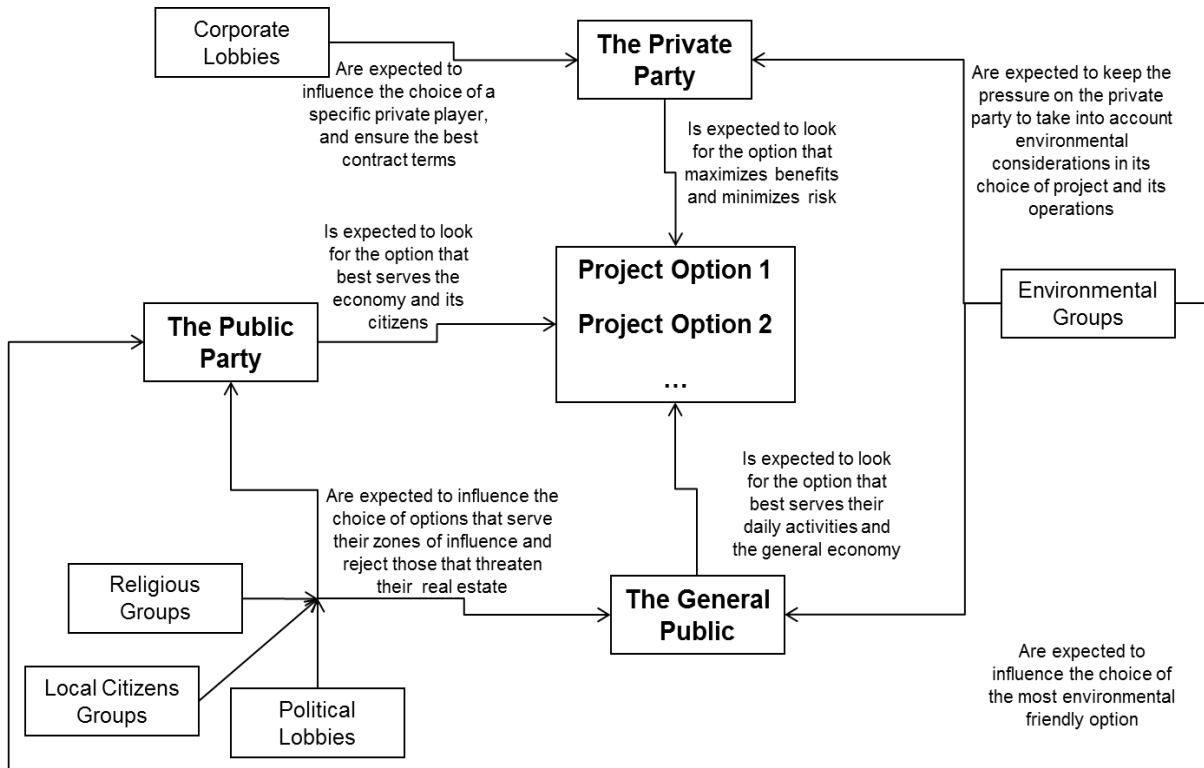 Corporate
Lobbies
The Private
Party
Are expected to
influence the choice of a
specific private player,
and ensure the best
contract terms
Are expected to keep the
pressure on the private
party to take into account
environmental
considerations in its
choice of project and its
operations
Is expected to look
for the option that
maximizes benefits
and minimizes risk
Is expected to look
for the option that
best serves the
economy and its
citizens
Project Option 1
Project Option 2
...
Environmental
Groups
The Public
Party
Is expected to look
for the option that
best serves their
daily activities and
the general economy
Are expected to influence the
choice of options that serve
their zones of influence and
reject those that threaten
their real estate
Religious
Groups
The General
Public
Local Citizens
Groups
Political
Lobbies
Are expected to
influence the choice of
the most environmental
friendly option